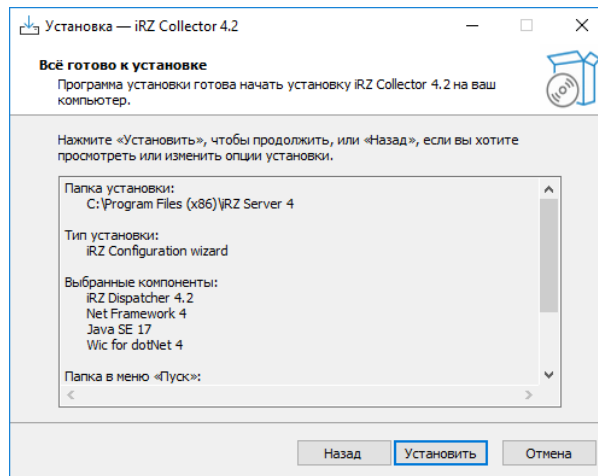 Установка — iRZ Collector 4.2
Всё готово к установке
Программа установки готова начать установку iRZ Collector 4.2 на ваш
компьютер.
Нажмите «Установить», чтобы продолжить, или «Назад», если вы хотите
просмотреть или изменить опции установки.
Папка установки:
C:\Program Files (x86)\iRZ Server 4
Тип установки:
iRZ Configuration wizard
Выбранные компоненты:
iRZ Dispatcher 4.2
Net Framework 4
Java SE 17
Wic for dotNet 4
Папка в меню «Пуск»:
Назад Установить Отмена